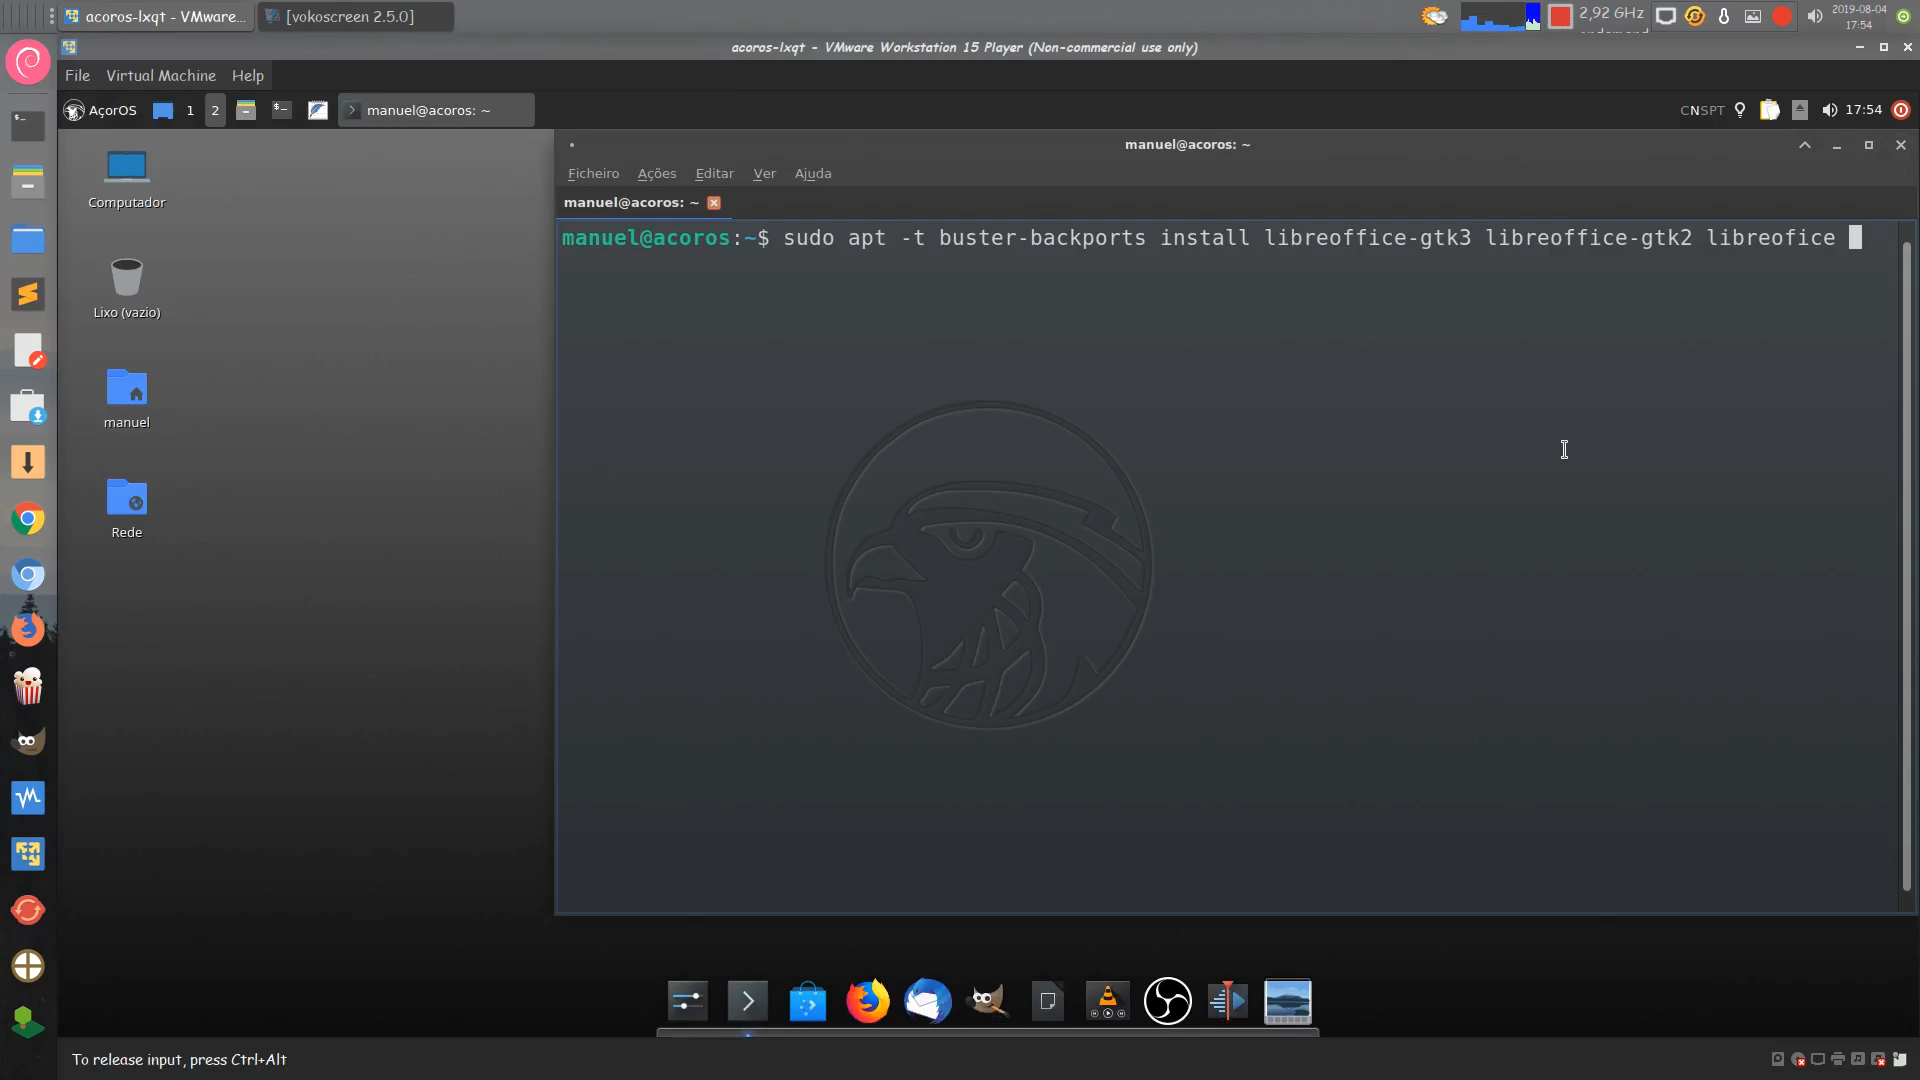 acoros-lxqt - VMware...
[vokoscreen 2.5.0]
2,92 GHz
2019-08-04
17:54
acoros-lxqt - VMware Workstation 15 Player (Non-commercial use only)
File Virtual Machine Help
AçorOS 1 2 manuel@acoros: ~
CNSPT 17:54
manuel@acoros: ~
Ficheiro Ações Editar Ver Ajuda
manuel@acoros: ~
manuel@acoros:~$ sudo apt -t buster-backports install libreoffice-gtk3 libreoffice-gtk2 libreofice
Computador
Lixo (vazio)
manuel
Rede
To release input, press Ctrl+Alt